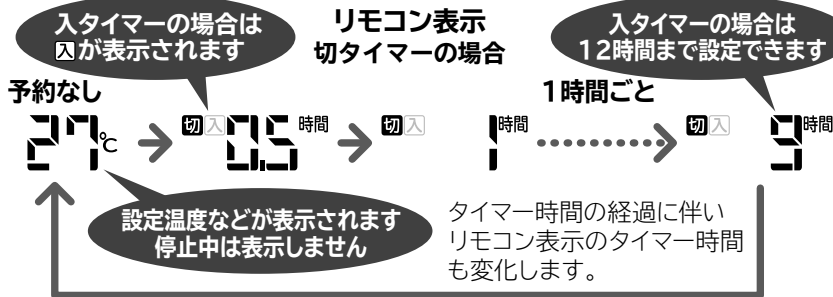 入タイマーの場合は
入が表示されます
リモコン表示
切タイマーの場合
入タイマーの場合は
12時間まで設定できます
予約なし
1時間ごと
27℃
切入 0.5 時間
切入 1 時間
切入 9 時間
設定温度などが表示されます
停止中は表示しません
タイマー時間の経過に伴い
リモコン表示のタイマー時間
も変化します。